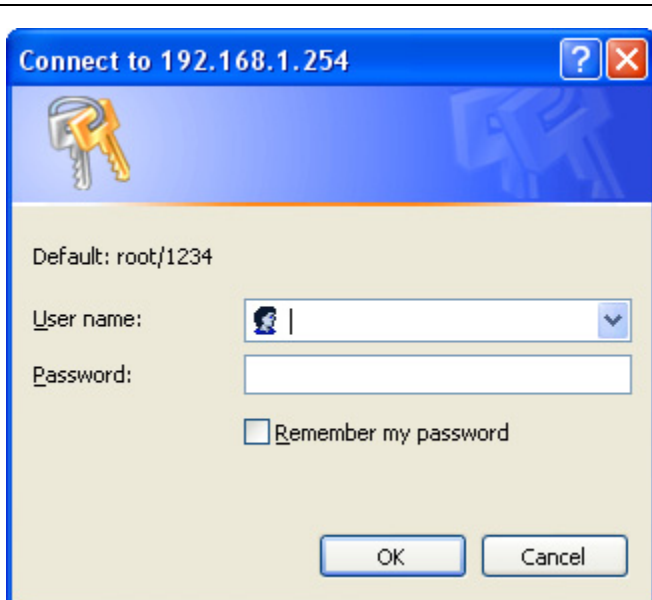 Connect to 192.168.1.254
Default: root/1234
User name:
Password:
Remember my password
OK
Cancel